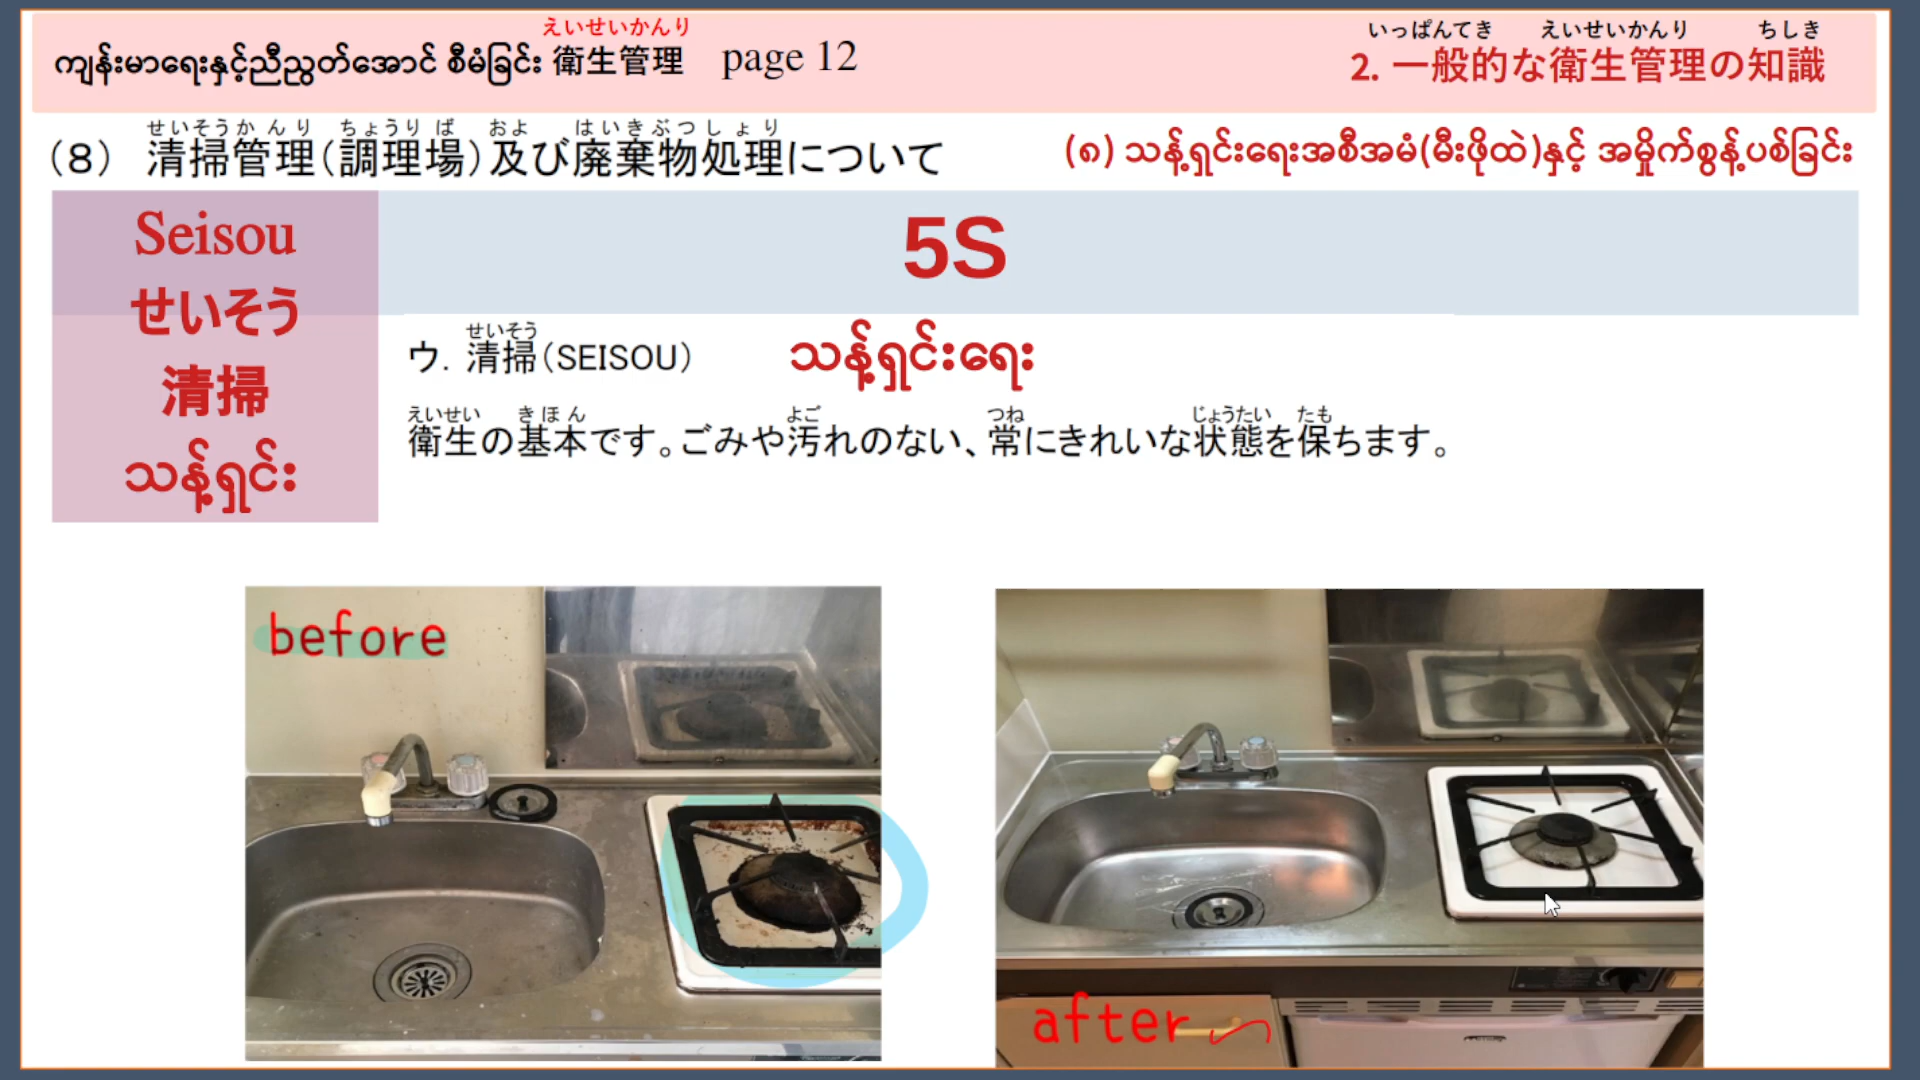 えいせいかんり
ကျန်းမာရေးနှင့်ညီညွတ်အောင် စီမံခြင်း 衛生管理 page 12
いっぱんてき えいせいかんり ちしき
2. 一般的な衛生管理の知識
せいそうかんり ちょうりば およ はいきぶつしょり
（8） 清掃管理（調理場）及び廃棄物処理について
(၈) သန့်ရှင်းရေးအစီအမံ(မီးဖိုထဲ)နှင့် အမှိုက်စွန့်ပစ်ခြင်း
Seisou
せいそう
清掃
သန့်ရှင်း
5S
せいそう
ウ. 清掃（SEISOU）
သန့်ရှင်းရေး
えいせい きほん よご つね じょうたい たも
衛生の基本です。ごみや汚れのない、常にきれいな状態を保ちます。
before
after